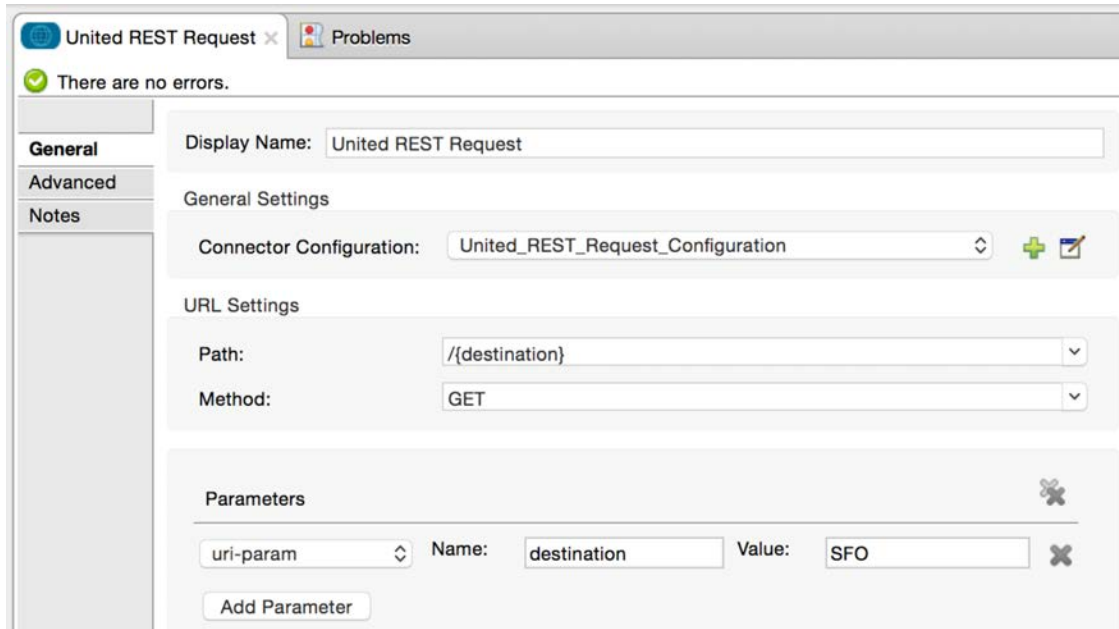 United REST Request
Problems
There are no errors.
General
Advanced
Notes
Display Name: United REST Request
General Settings
Connector Configuration: United_REST_Request_Configuration
URL Settings
Path: /{destination}
Method: GET
Parameters
uri-param Name: destination Value: SFO
Add Parameter